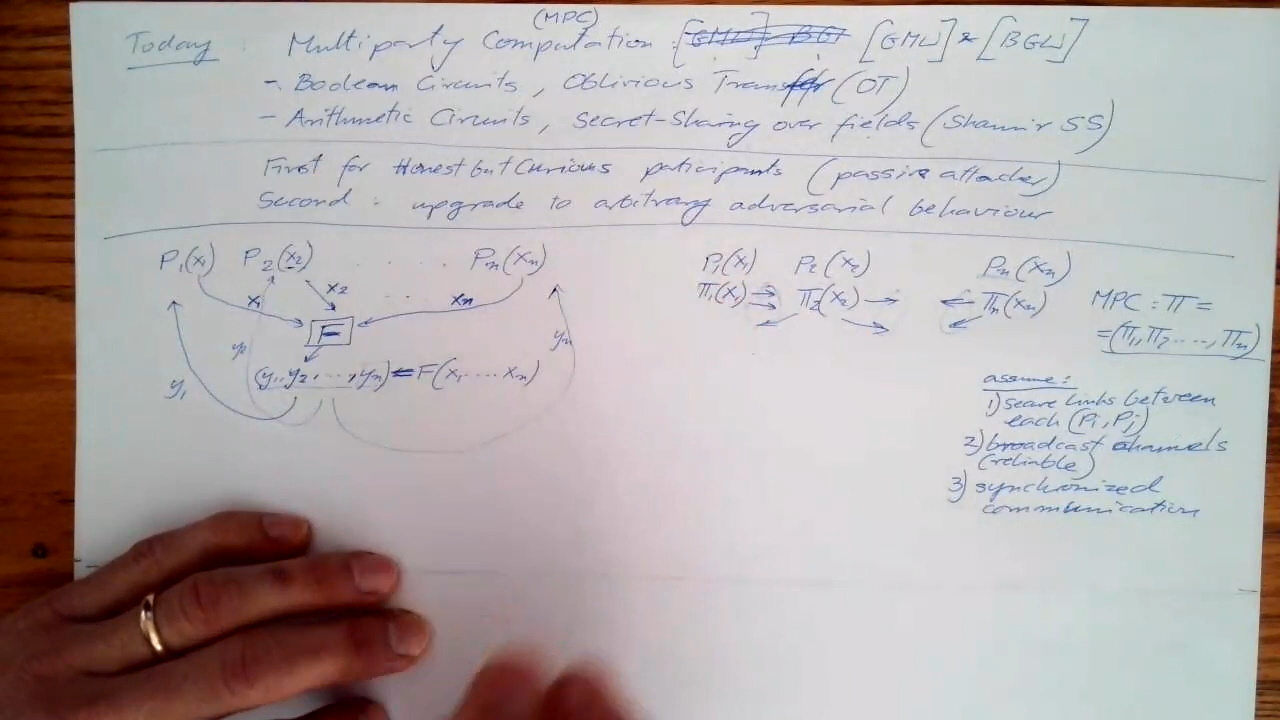 Today : Multiparty Computation (MPC) : [GMW] & [BGW]
- Boolean Circuits, Oblivious Transfer (OT)
- Arithmetic Circuits, Secret-Sharing over fields (Shamir SS)
First for Honest but Curious paticipants (passive attacker)
Second : upgrade to arbitrary adversarial behaviour
P1(x1) P2(x2) . . . . . Pn(xn)
x1 x2 . . . xn
F
(y1, y2, ..., yn) = F(x1 .... xn)
y1 y2 yn
P1(x1) P2(x2) Pn(xn)
π1(x1) π2(x2) πn(xn)
MPC : π =
= (π1, π2, ...., πn)
assume :
1) secure links between
each (Pi, Pj)
2) broadcast channels
(reliable)
3) synchronized
communication